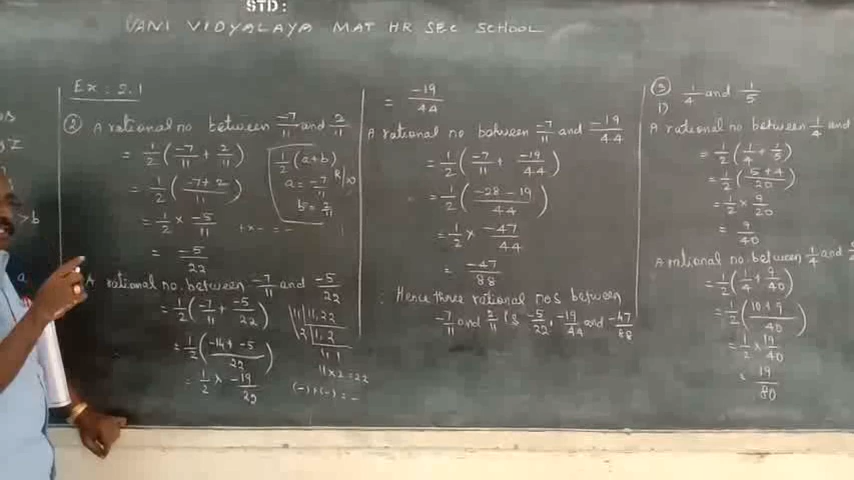 STD:
VANI VIDYALAYA MAT HR SEC SCHOOL
Ex: 2.1
② A rational no between -7/11 and 2/11
= 1/2 (-7/11 + 2/11)
= 1/2 (-7+2/11)
= 1/2 × -5/11
= -5/22
1/2 (a+b)
a = -7/11
b = 2/11
+ x - = -
A rational no. between -7/11 and -5/22
= 1/2 (-7/11 + -5/22)
= 1/2 (-14 + -5/22)
= 1/2 × -19/22
11 | 11, 22
2 | 1, 2
1 1
11 x 2 = 22
(-) + (-) = -
= -19/44
A rational no between -7/11 and -19/44
= 1/2 (-7/11 + -19/44)
= 1/2 (-28 - 19/44)
= 1/2 × -47/44
= -47/88
Hence three rational nos between
-7/11 and 2/11 is -5/22, -19/44 and -47/88
③ 1/4 and 1/5
i)
A rational no between 1/4 and
= 1/2 (1/4 + 1/5)
= 1/2 (5+4/20)
= 1/2 × 9/20
= 9/40
A rational no between 1/4 and
= 1/2 (1/4 + 9/40)
= 1/2 (10+9/40)
= 1/2 × 19/40
= 19/80
> b
a